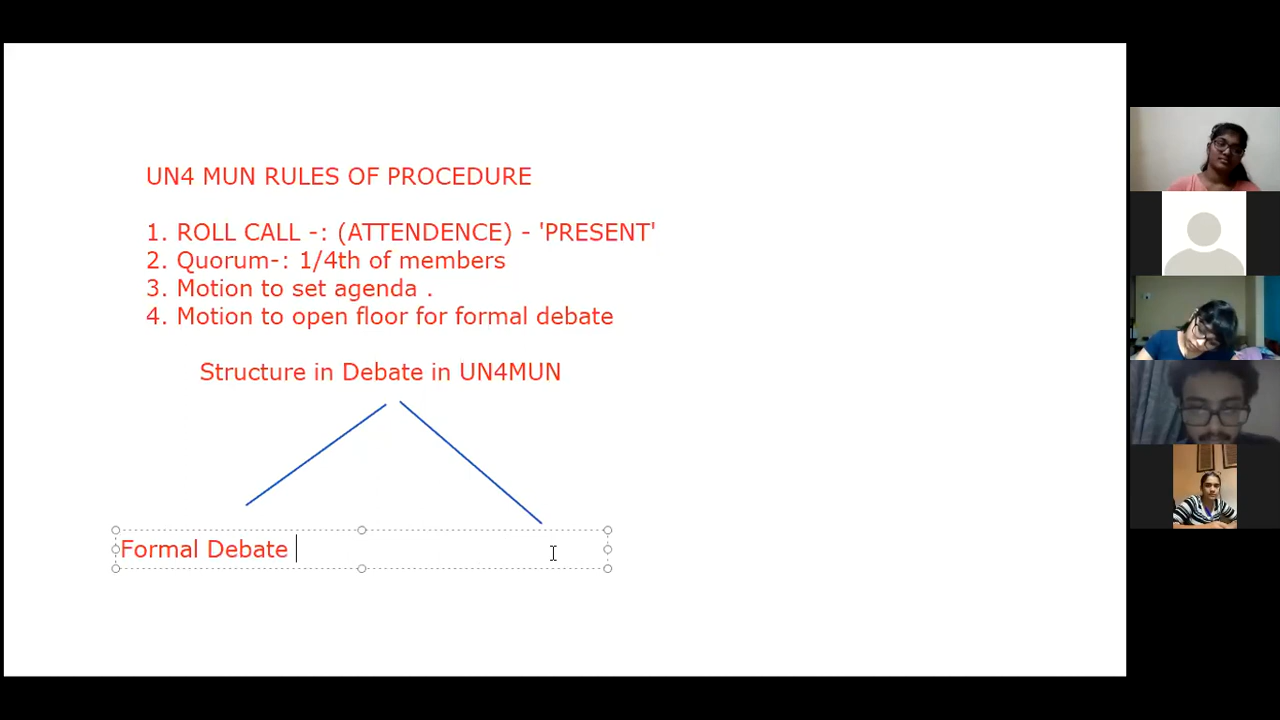 UN4 MUN RULES OF PROCEDURE
1. ROLL CALL -: (ATTENDENCE) - 'PRESENT'
2. Quorum-: 1/4th of members
3. Motion to set agenda .
4. Motion to open floor for formal debate
Structure in Debate in UN4MUN
Formal Debate